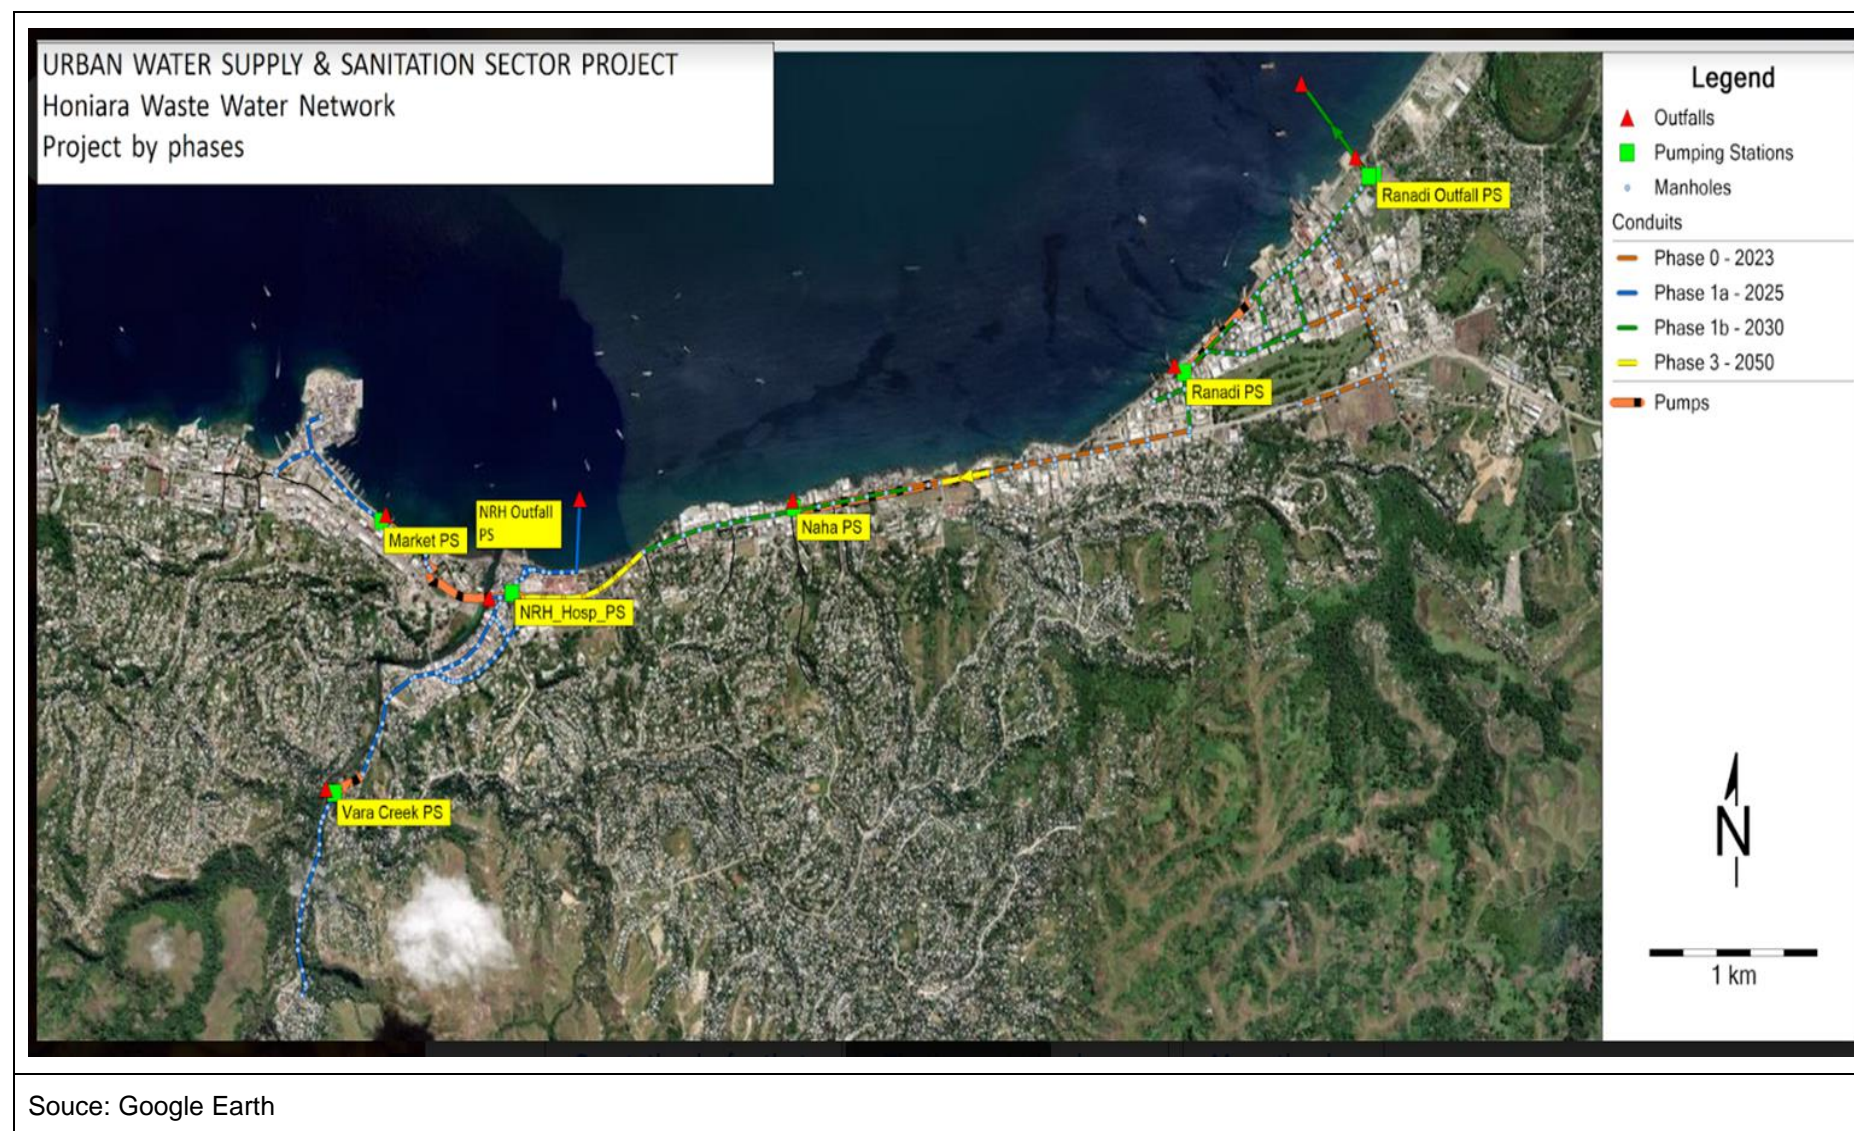 URBAN WATER SUPPLY & SANITATION SECTOR PROJECT
Honiara Waste Water Network
Project by phases
Legend
Outfalls
Pumping Stations
Manholes
Conduits
Phase 0 - 2023
Phase 1a - 2025
Phase 1b - 2030
Phase 3 - 2050
Pumps
Ranadi Outfall PS
Ranadi PS
NRH Outfall
PS
Naha PS
Market PS
NRH_Hosp_PS
Vara Creek PS
N
1 km
Souce: Google Earth